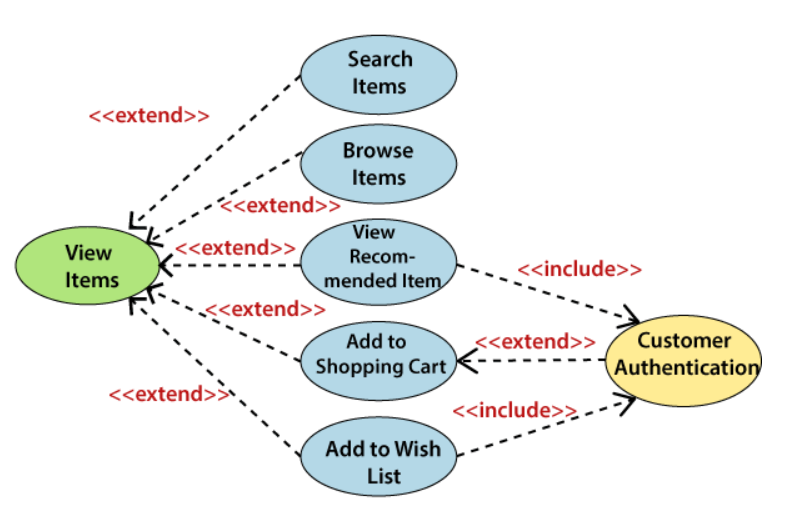 Search
Items
<<extend>>
Browse
Items
<<extend>>
View
Items
<<extend>>
View
Recom-
mended Item
<<include>>
<<extend>>
Add to
Shopping Cart
<<extend>>
Customer
Authentication
<<extend>>
<<include>>
Add to Wish
List